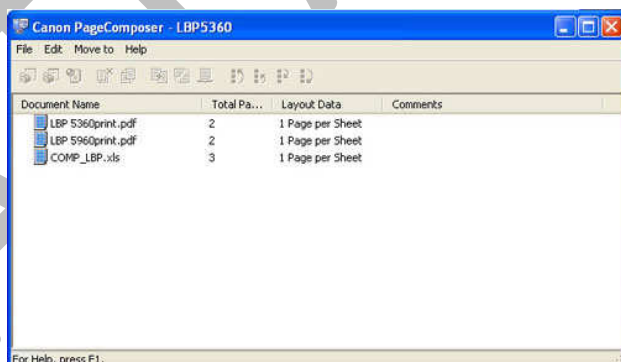 Canon PageComposer - LBP5360
File Edit Move to Help
Document Name Total Pa... Layout Data Comments
LBP 5360print.pdf 2 1 Page per Sheet
LBP 5960print.pdf 2 1 Page per Sheet
COMP_LBP.xls 3 1 Page per Sheet
For Help, press F1.